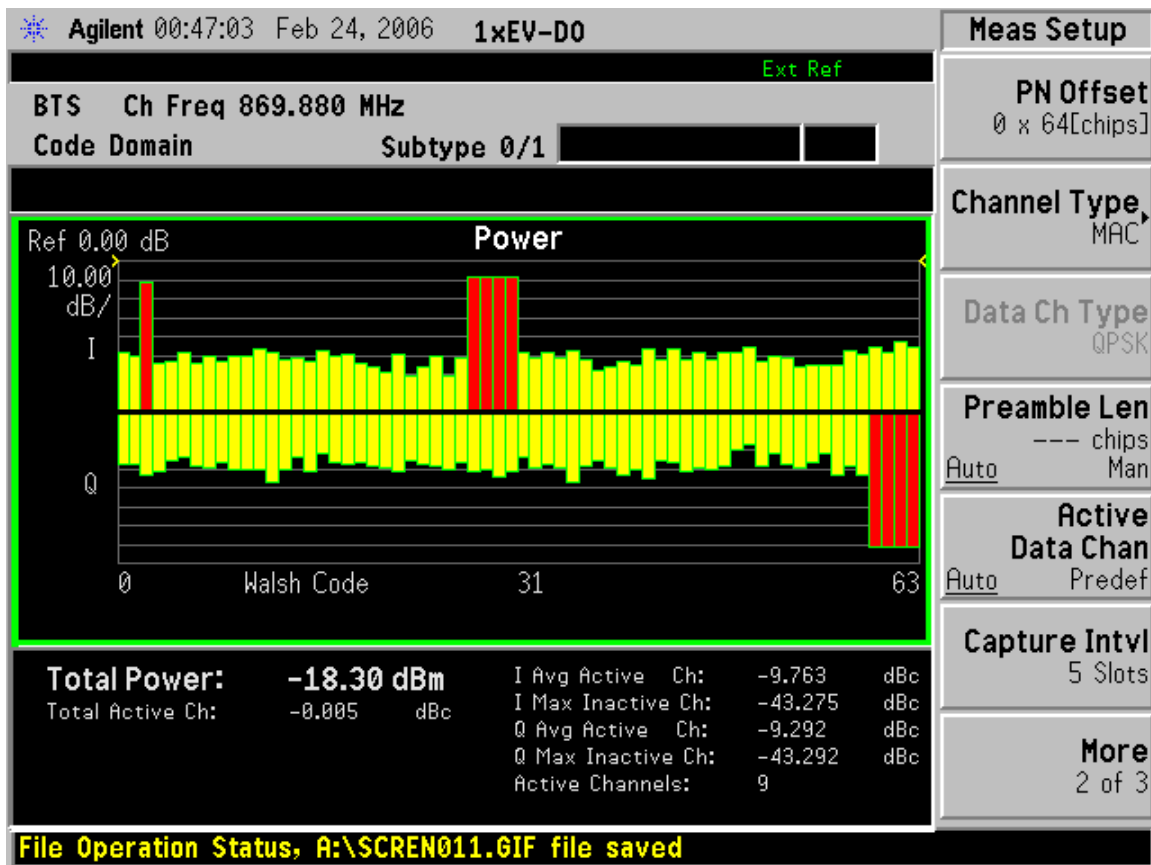 Agilent 00:47:03 Feb 24, 2006 1xEV-DO
Ext Ref
BTS Ch Freq 869.880 MHz
Code Domain Subtype 0/1
Ref 0.00 dB Power
10.00
dB/
I
Q
0 Walsh Code 31 63
Total Power: -18.30 dBm
Total Active Ch: -0.005 dBc
I Avg Active Ch: -9.763 dBc
I Max Inactive Ch: -43.275 dBc
Q Avg Active Ch: -9.292 dBc
Q Max Inactive Ch: -43.292 dBc
Active Channels: 9
File Operation Status, A:\SCREN011.GIF file saved
Meas Setup
PN Offset
0 x 64[chips]
Channel Type
MAC
Data Ch Type
QPSK
Preamble Len
--- chips
Auto Man
Active
Data Chan
Auto Predef
Capture Intvl
5 Slots
More
2 of 3